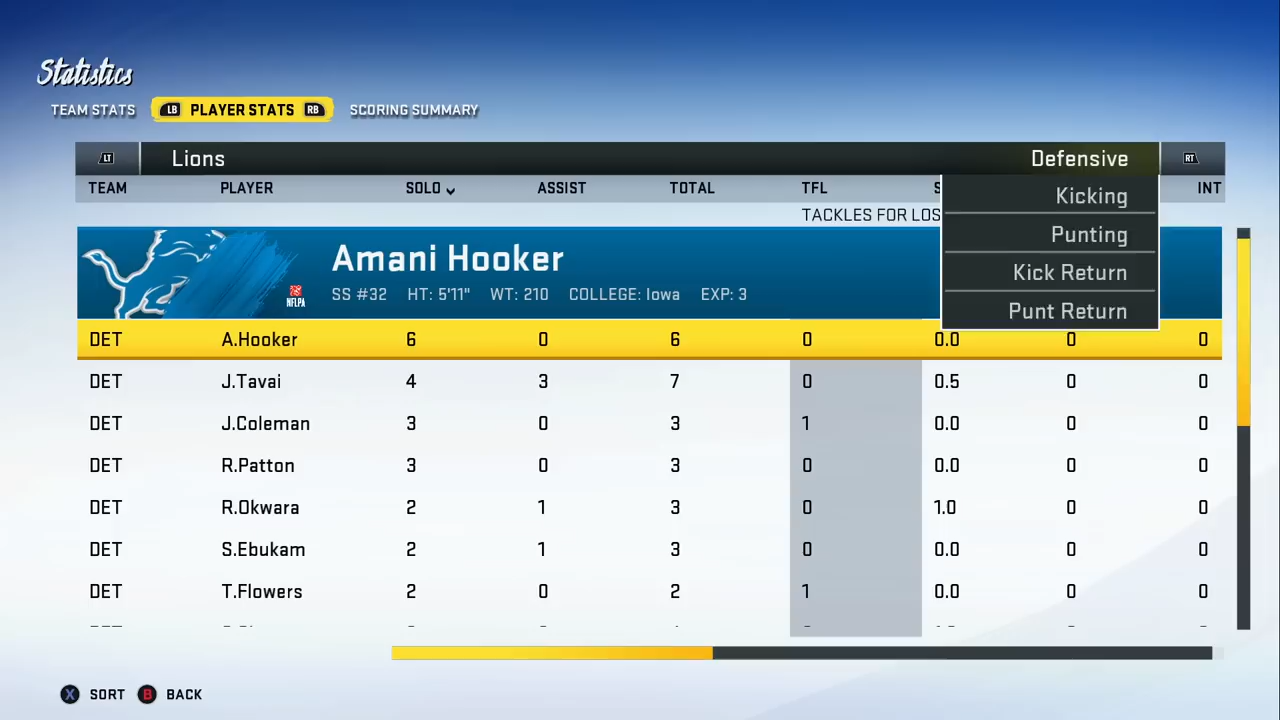 Statistics
TEAM STATS LB PLAYER STATS RB SCORING SUMMARY
LT Lions Defensive RT
TEAM PLAYER SOLO ASSIST TOTAL TFL S INT
Kicking
TACKLES FOR LOS
Punting
Kick Return
Punt Return
Amani Hooker
NFLPA SS #32 HT: 5'11" WT: 210 COLLEGE: Iowa EXP: 3
DET A.Hooker 6 0 6 0 0.0 0 0
DET J.Tavai 4 3 7 0 0.5 0 0
DET J.Coleman 3 0 3 1 0.0 0 0
DET R.Patton 3 0 3 0 0.0 0 0
DET R.Okwara 2 1 3 0 1.0 0 0
DET S.Ebukam 2 1 3 0 0.0 0 0
DET T.Flowers 2 0 2 1 0.0 0 0
X SORT B BACK